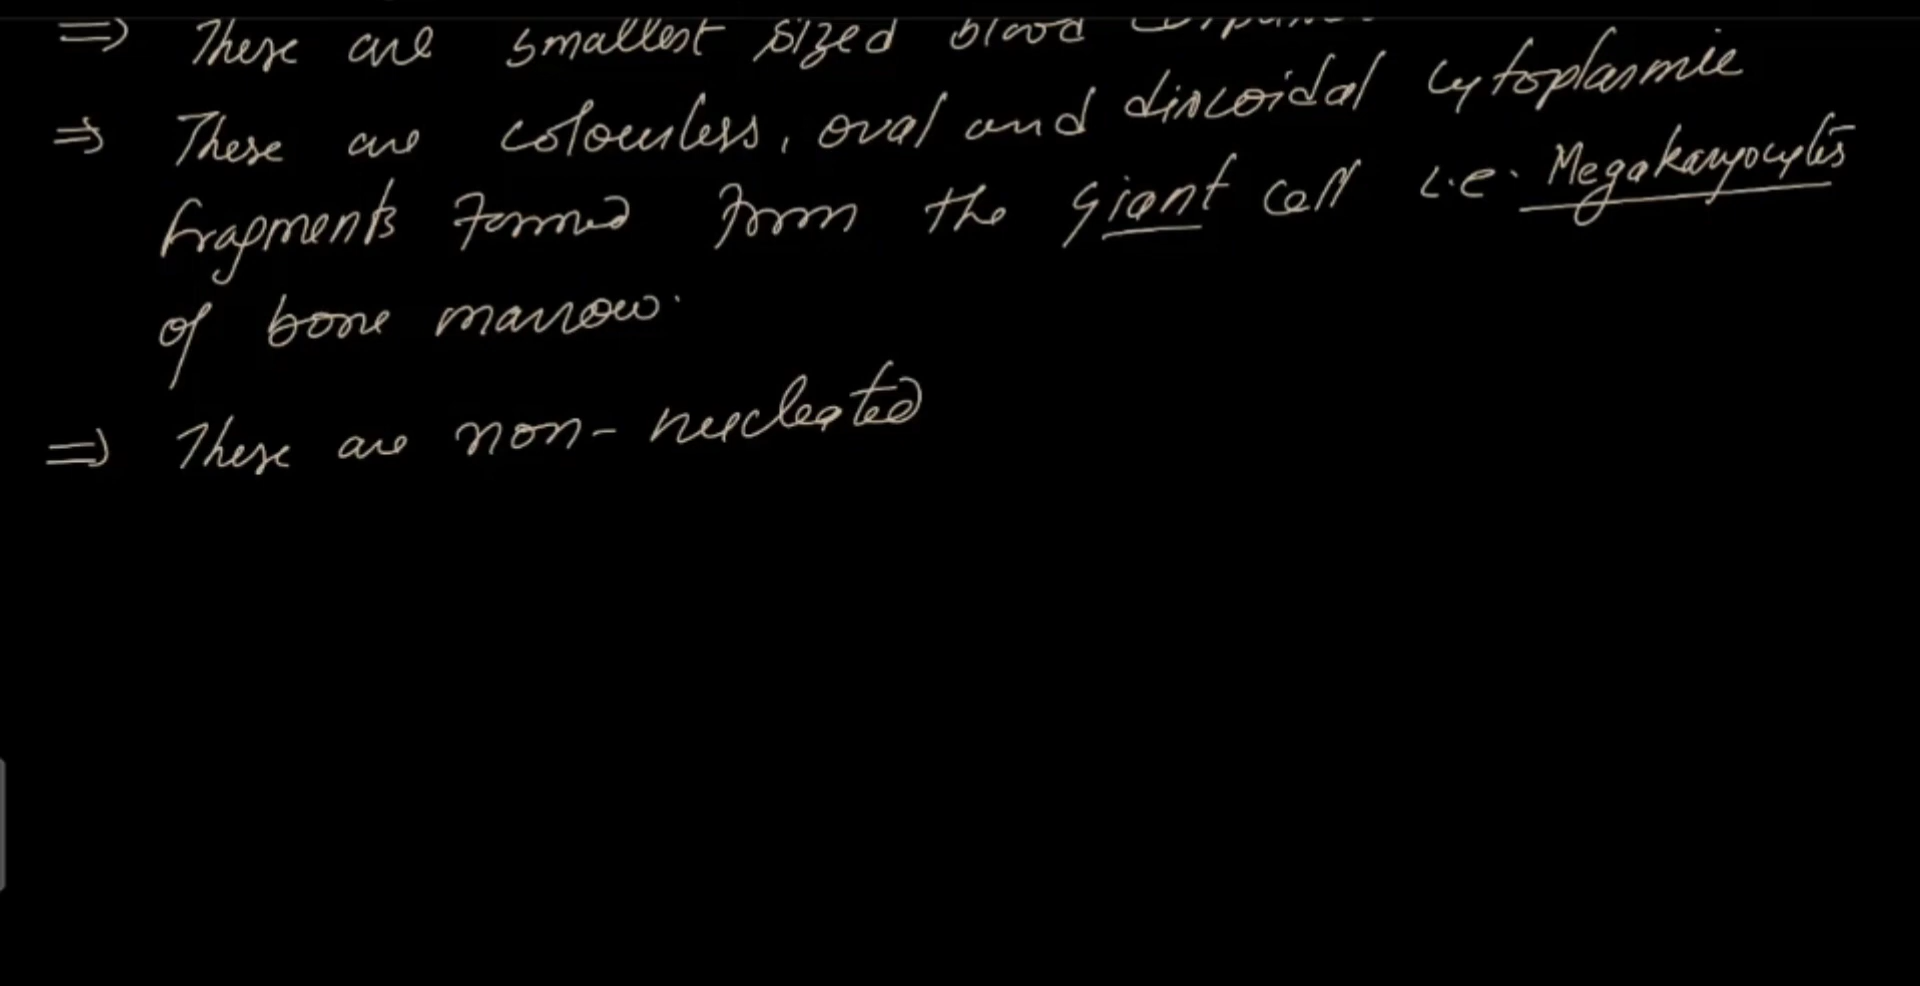 ⇒ These are smallest sized blood
⇒ These are colourless, oval and discoidal cytoplasmic
fragments formed from the giant cell i.e. Megakaryocytes
of bone marrow.
⇒ These are non-nucleated